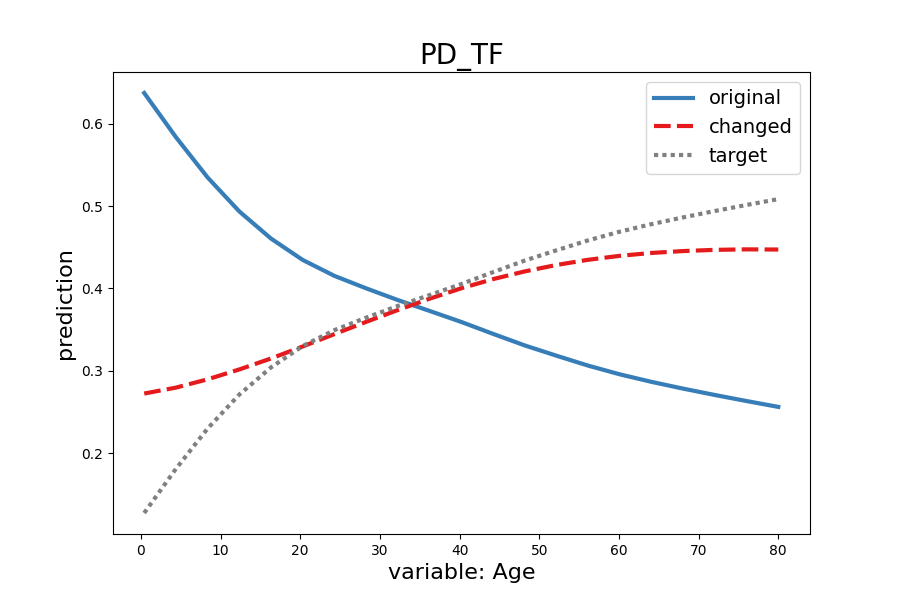 PD_TF
original
changed
target
prediction
0.6
0.5
0.4
0.3
0.2
0 10 20 30 40 50 60 70 80
variable: Age